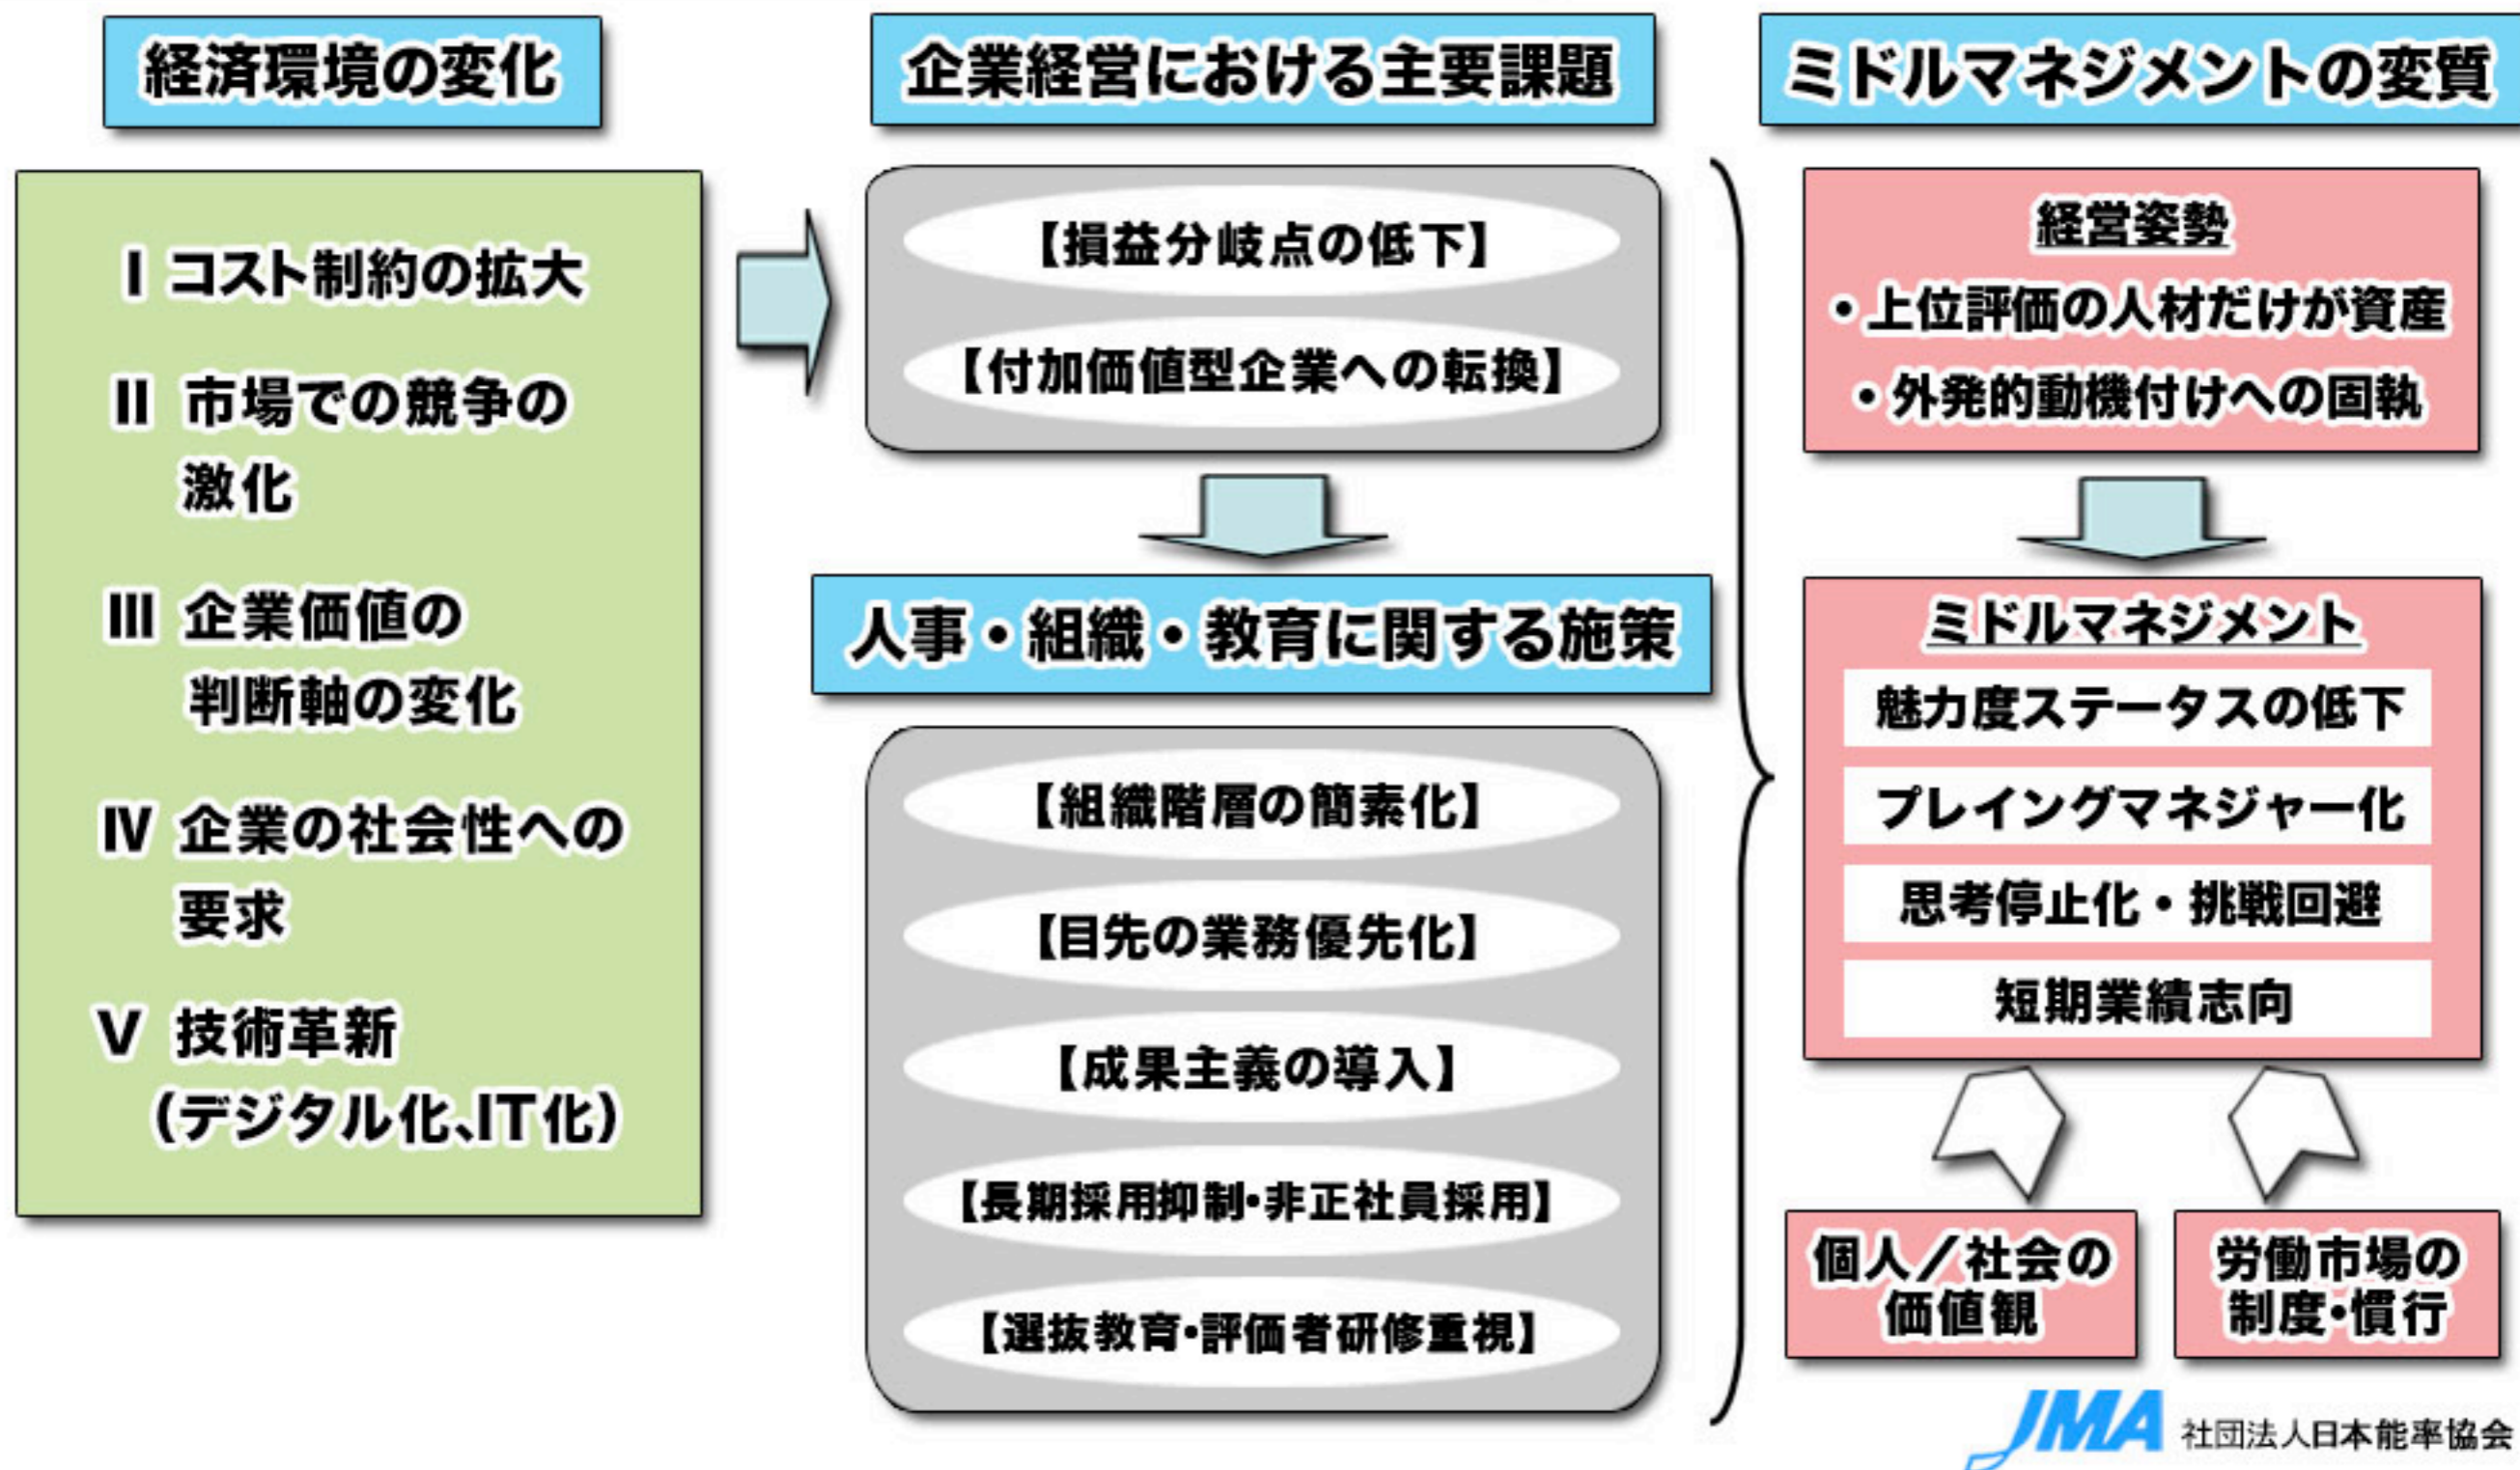 経済環境の変化
Ⅰ コスト制約の拡大
Ⅱ 市場での競争の
激化
Ⅲ 企業価値の
判断軸の変化
Ⅳ 企業の社会性への
要求
Ⅴ 技術革新
(デジタル化、IT化)
企業経営における主要課題
【損益分岐点の低下】
【付加価値型企業への転換】
人事・組織・教育に関する施策
【組織階層の簡素化】
【目先の業務優先化】
【成果主義の導入】
【長期採用抑制・非正社員採用】
【選抜教育・評価者研修重視】
ミドルマネジメントの変質
経営姿勢
・上位評価の人材だけが資産
・外発的動機付けへの固執
ミドルマネジメント
魅力度ステータスの低下
プレイングマネジャー化
思考停止化・挑戦回避
短期業績志向
個人／社会の
価値観
労働市場の
制度・慣行
JMA 社団法人日本能率協会